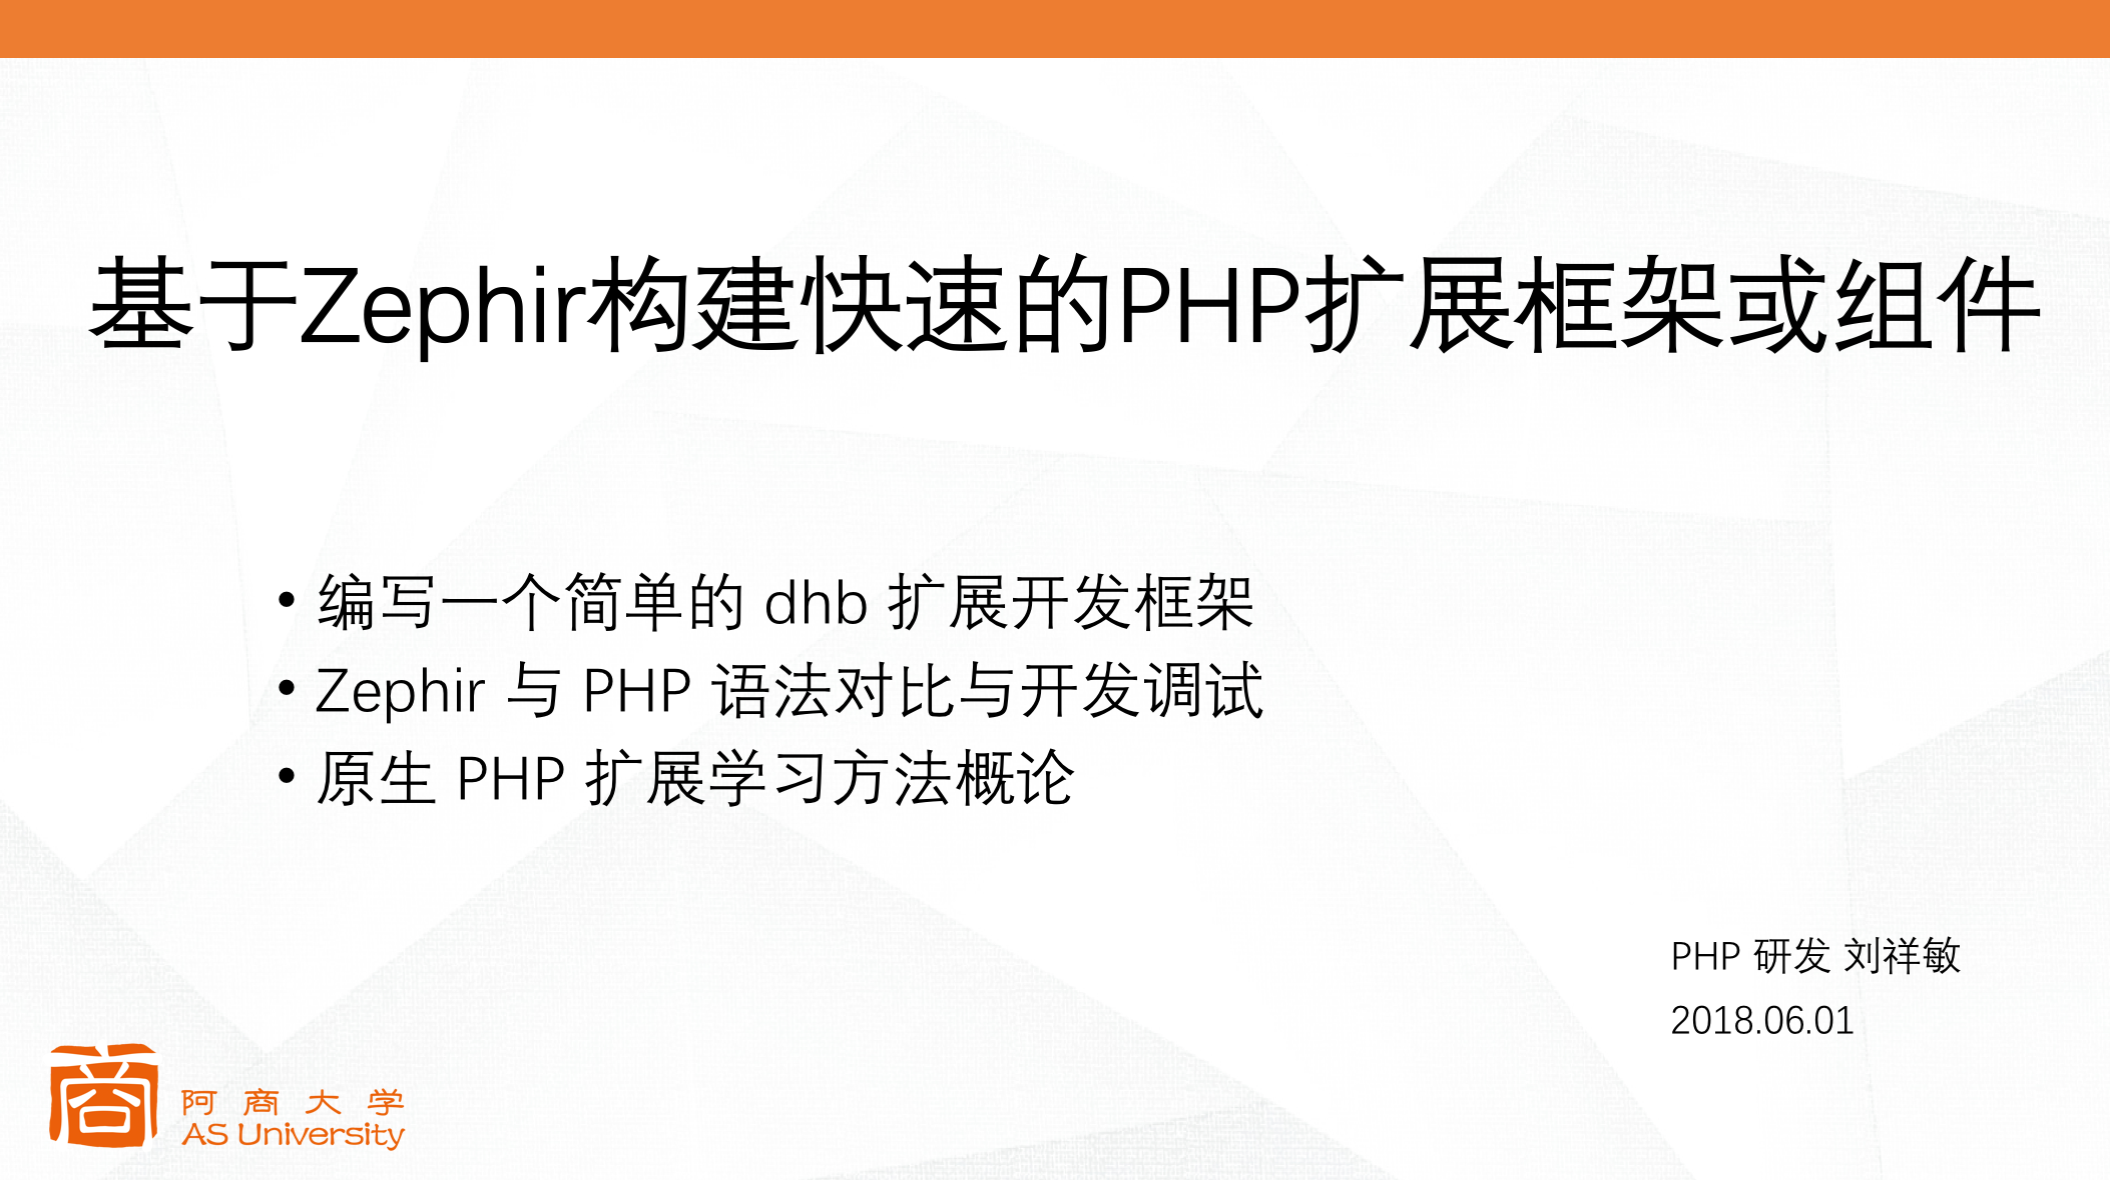 基于Zephir构建快速的PHP扩展框架或组件
• 编写一个简单的 dhb 扩展开发框架
• Zephir 与 PHP 语法对比与开发调试
• 原生 PHP 扩展学习方法概论
PHP 研发 刘祥敏
2018.06.01
商
阿商大学
AS University